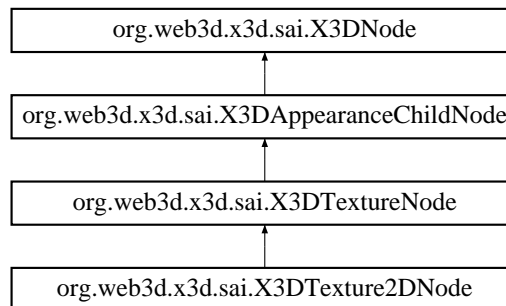 org.web3d.x3d.sai.X3DNode
org.web3d.x3d.sai.X3DAppearanceChildNode
org.web3d.x3d.sai.X3DTextureNode
org.web3d.x3d.sai.X3DTexture2DNode